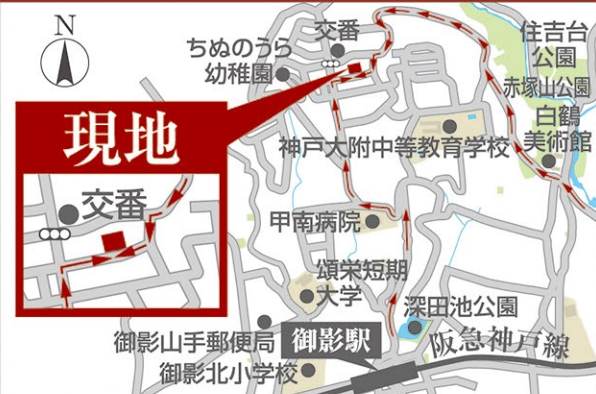 N
ちぬのうら
幼稚園
交番
住吉台
公園
赤塚山公園
白鶴
美術館
現地
神戸大附中等教育学校
交番
甲南病院
頌栄短期
大学
深田池公園
御影山手郵便局
御影駅
阪急神戸線
御影北小学校